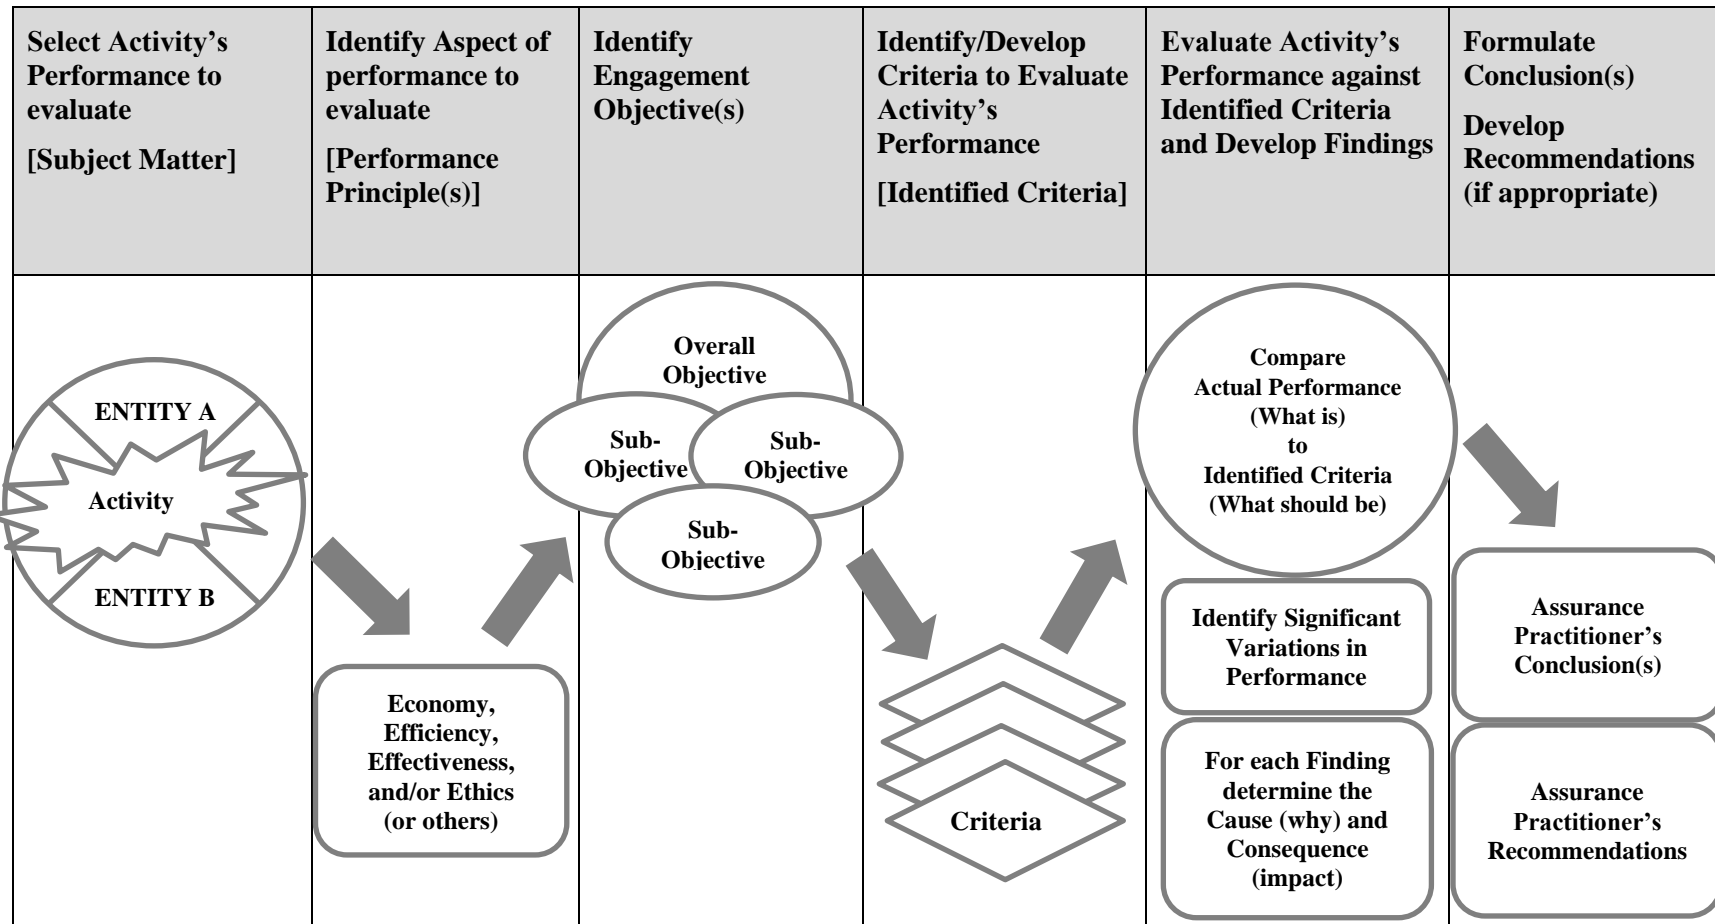 Select Activity’s
Performance to
evaluate
[Subject Matter]
Identify Aspect of
performance to
evaluate
[Performance
Principle(s)]
Identify
Engagement
Objective(s)
Identify/Develop
Criteria to Evaluate
Activity’s
Performance
[Identified Criteria]
Evaluate Activity’s
Performance against
Identified Criteria
and Develop Findings
Formulate
Conclusion(s)
Develop
Recommendations
(if appropriate)
ENTITY A
Activity
ENTITY B
Economy,
Efficiency,
Effectiveness,
and/or Ethics
(or others)
Overall
Objective
Sub-
Objective
Sub-
Objective
Sub-
Objective
Criteria
Compare
Actual Performance
(What is)
to
Identified Criteria
(What should be)
Identify Significant
Variations in
Performance
For each Finding
determine the
Cause (why) and
Consequence
(impact)
Assurance
Practitioner’s
Conclusion(s)
Assurance
Practitioner’s
Recommendations